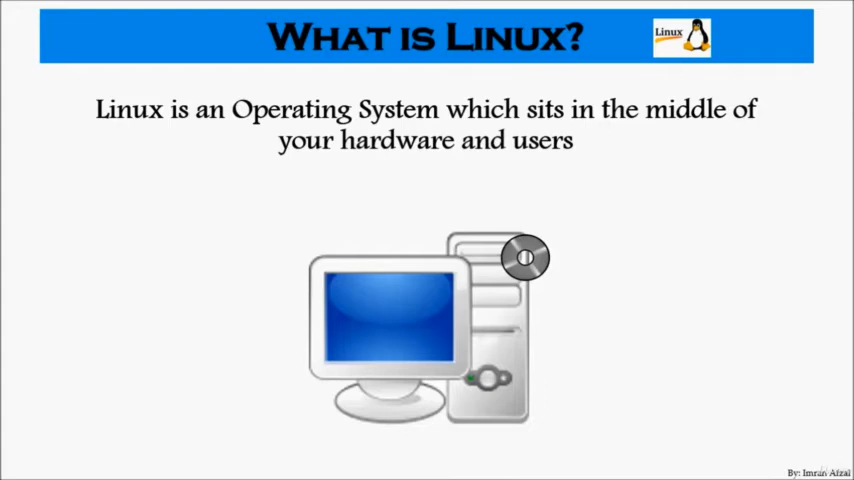 What is Linux?
Linux
Linux is an Operating System which sits in the middle of
your hardware and users
By: Imran Afzal